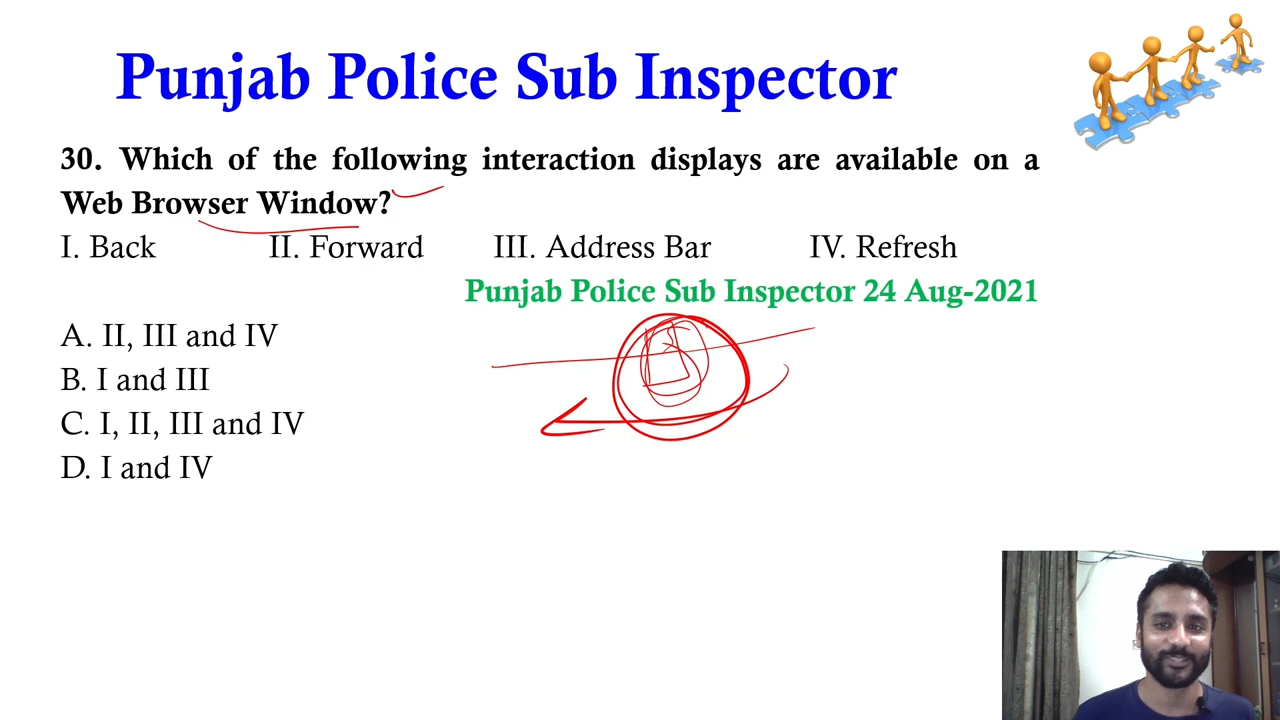 Punjab Police Sub Inspector
30. Which of the following interaction displays are available on a
Web Browser Window?
I. Back II. Forward III. Address Bar IV. Refresh
Punjab Police Sub Inspector 24 Aug-2021
A. II, III and IV
B. I and III
C. I, II, III and IV
D. I and IV